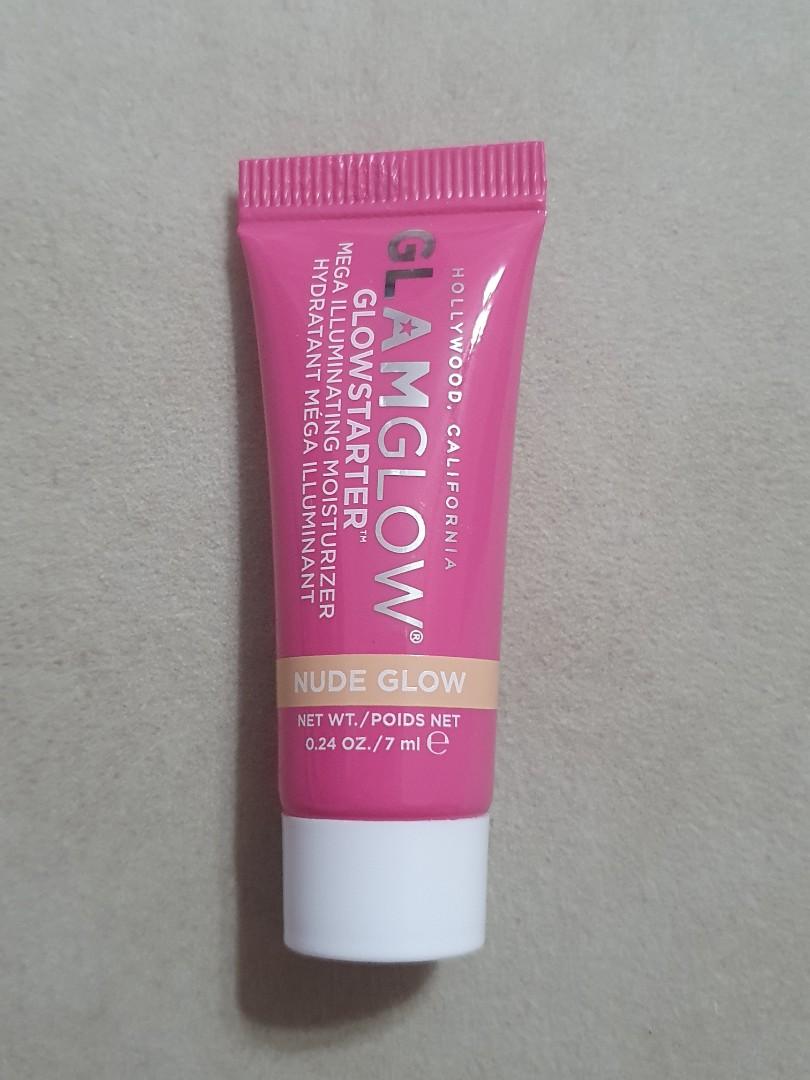 HOLLYWOOD, CALIFORNIA
GLAMGLOW®
GLOWSTARTER™
MEGA ILLUMINATING MOISTURIZER
HYDRATANT MÉGA ILLUMINANT
NUDE GLOW
NET WT./POIDS NET
0.24 OZ./7 ml ℮